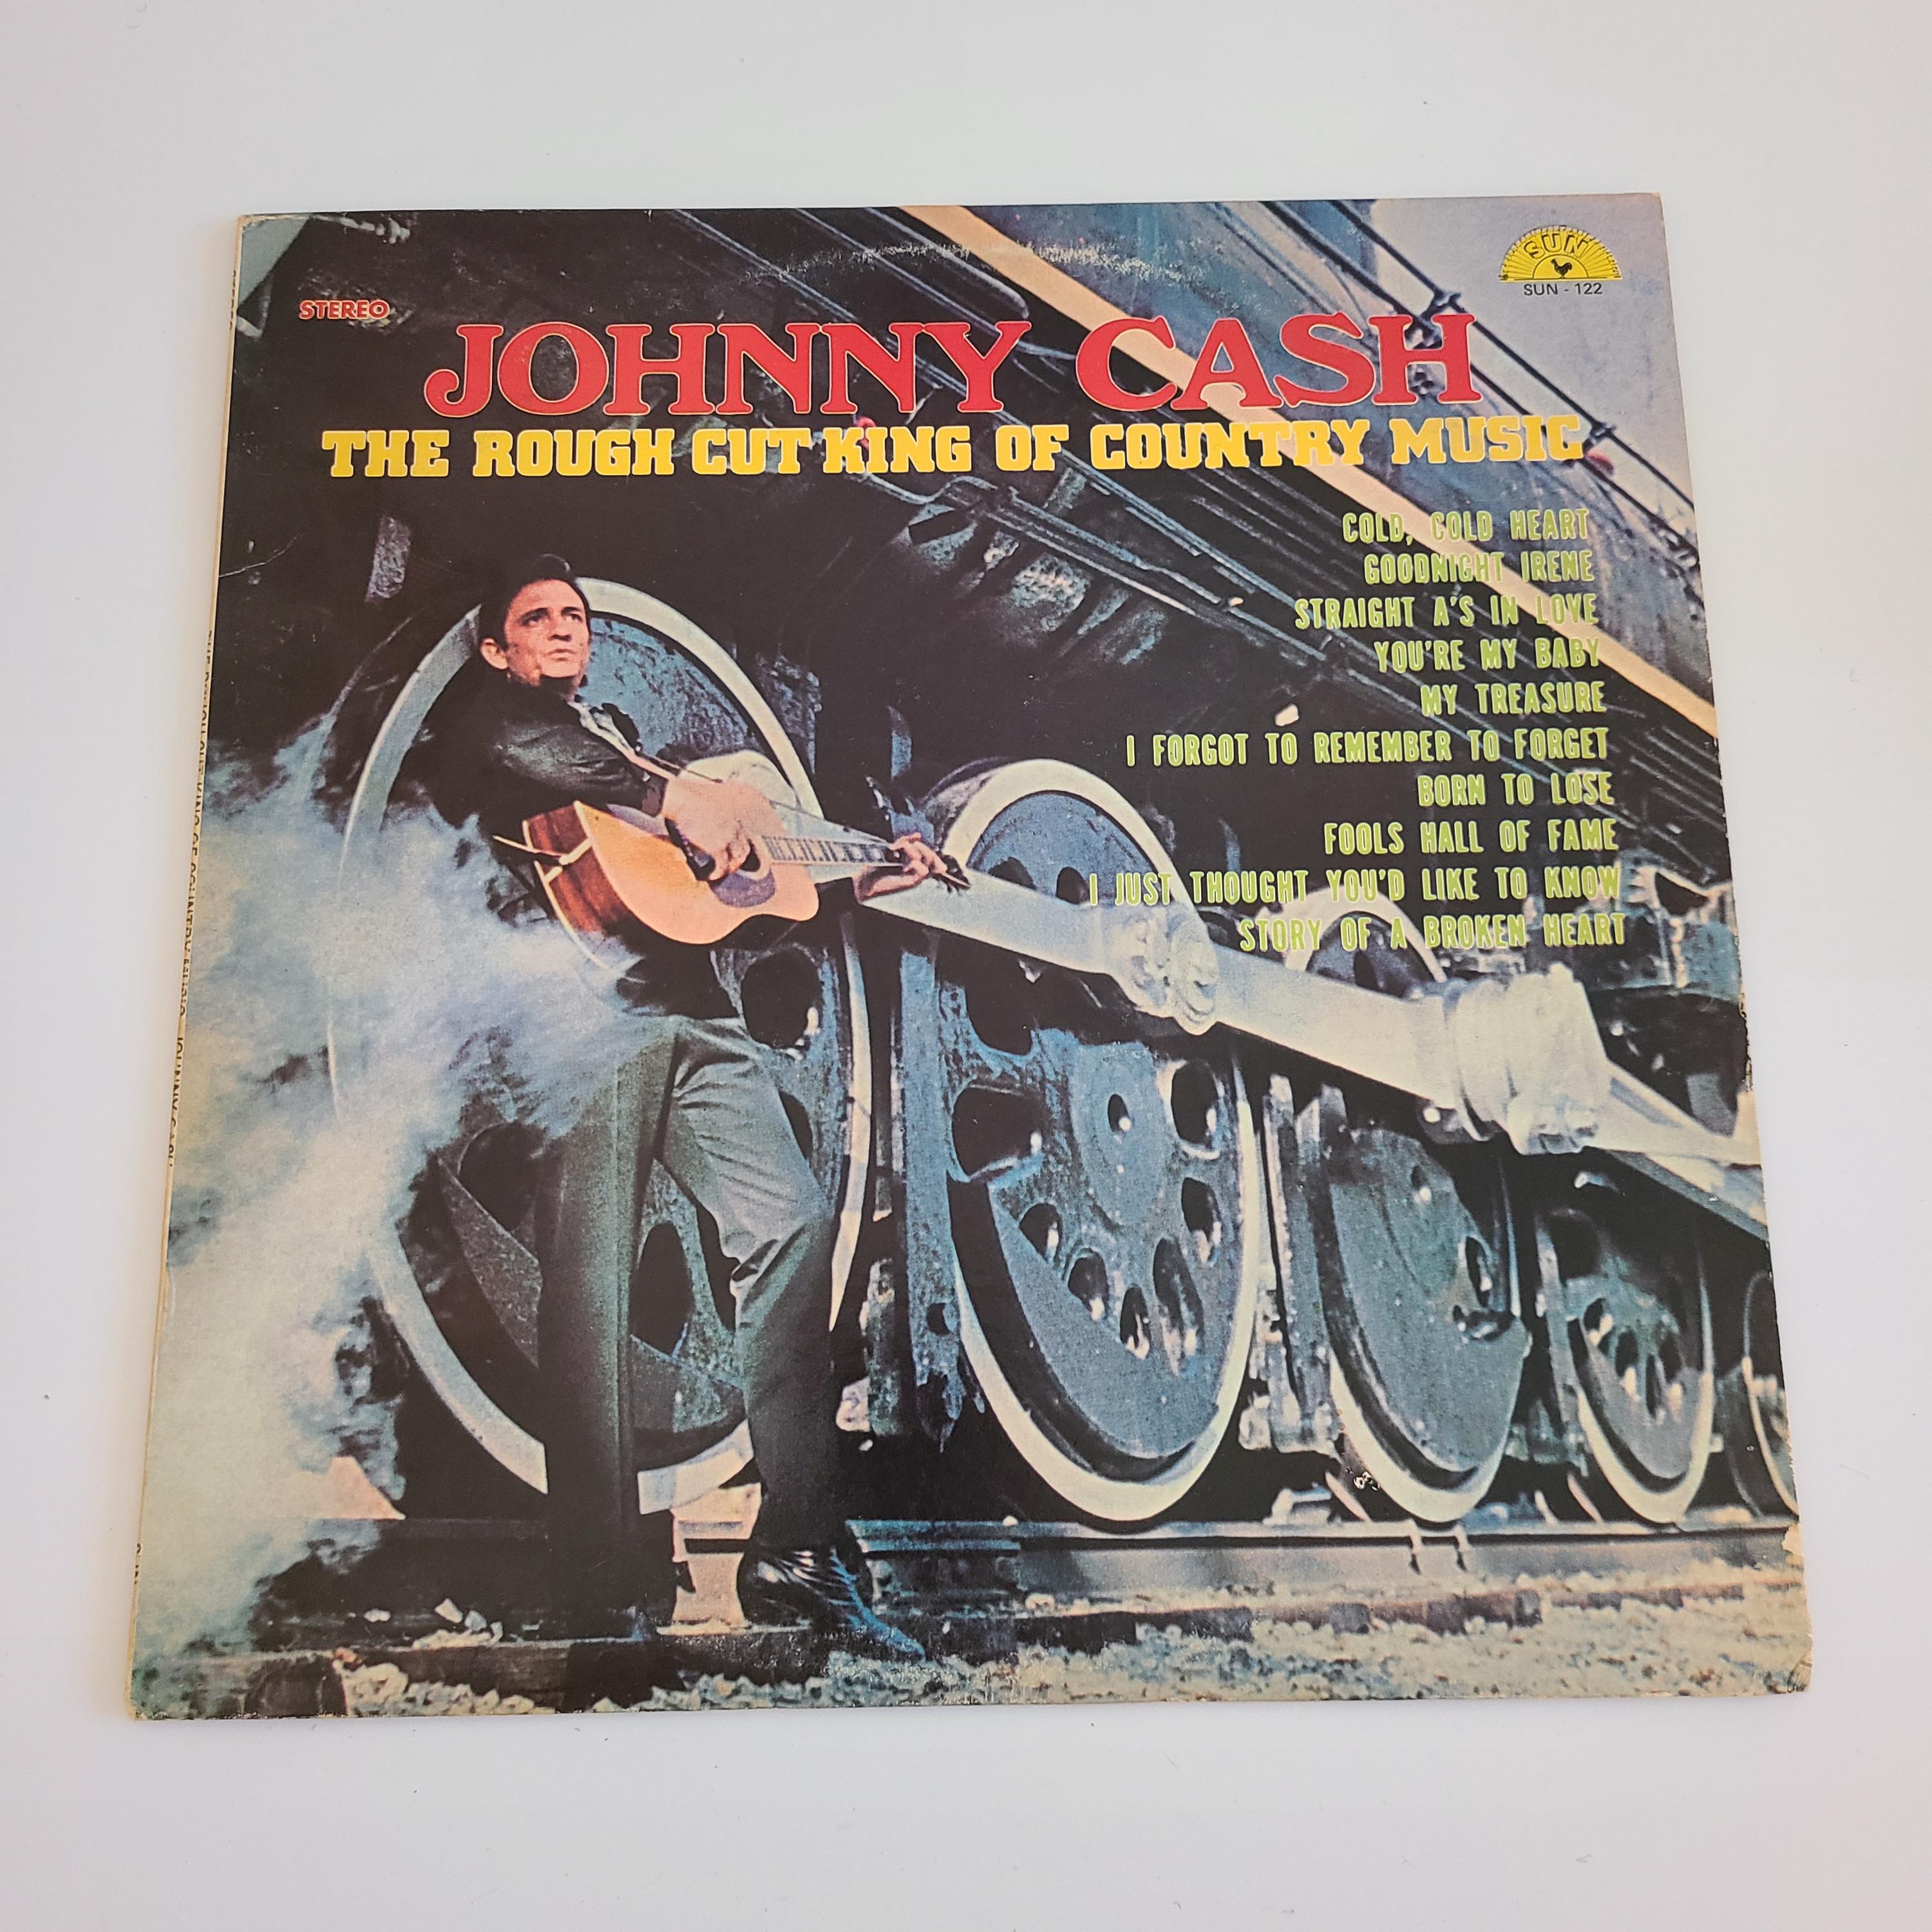 SUN
SUN - 122
STEREO
JOHNNY CASH
THE ROUGH CUT KING OF COUNTRY MUSIC
COLD, COLD HEART
GOODNIGHT IRENE
STRAIGHT A'S IN LOVE
YOU'RE MY BABY
MY TREASURE
I FORGOT TO REMEMBER TO FORGET
BORN TO LOSE
FOOLS HALL OF FAME
I JUST THOUGHT YOU'D LIKE TO KNOW
STORY OF A BROKEN HEART